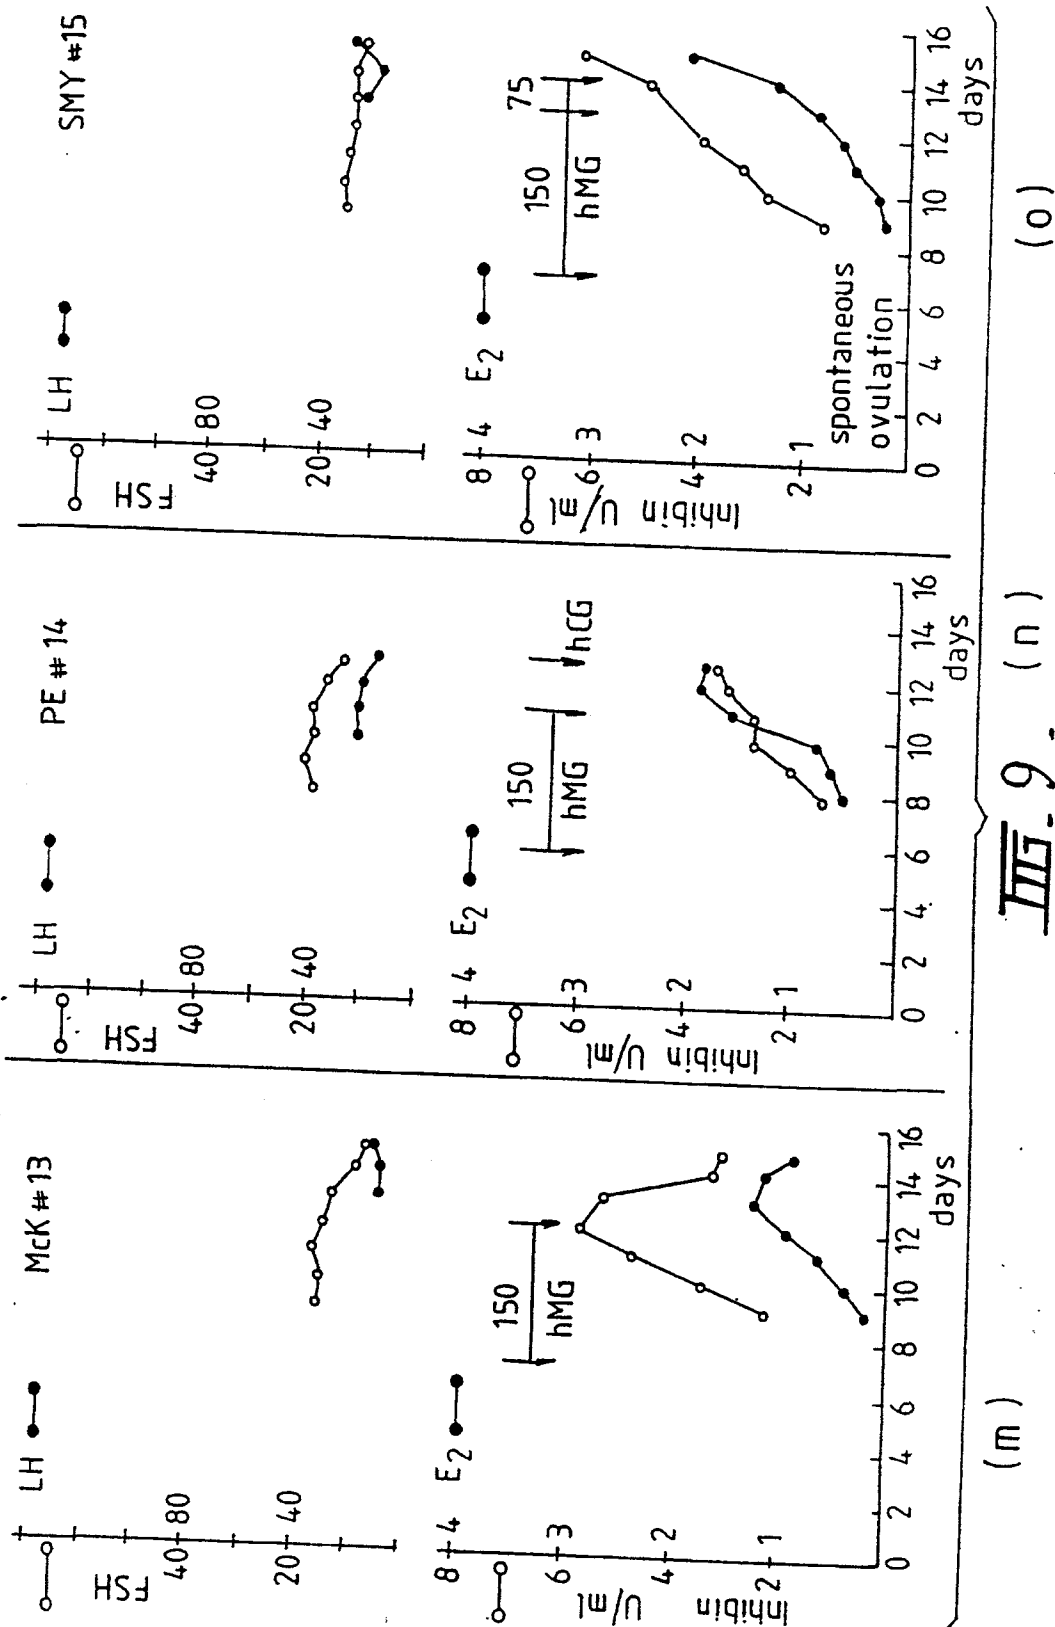 McK #13
LH
FSH
80
40
40
20
E2
150
hMG
8 4
6 3
4 2
2 1
Inhibin U/ml
0 2 4 6 8 10 12 14 16
days
(m)
PE #14
LH
FSH
80
40
40
20
E2
150
hMG
hCG
8 4
6 3
4 2
2 1
Inhibin U/ml
0 2 4 6 8 10 12 14 16
days
(n)
SMY #15
LH
FSH
80
40
40
20
E2
150
75
hMG
8 4
6 3
4 2
2 1
Inhibin U/ml
spontaneous
ovulation
0 2 4 6 8 10 12 14 16
days
(o)
FIG. 9.